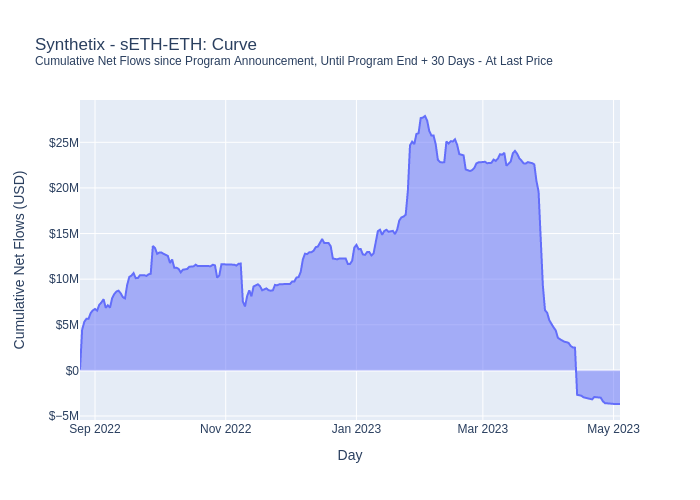 Synthetix - sETH-ETH: Curve
Cumulative Net Flows since Program Announcement, Until Program End + 30 Days - At Last Price
Cumulative Net Flows (USD)
$25M
$20M
$15M
$10M
$5M
$0
$−5M
Sep 2022 Nov 2022 Jan 2023 Mar 2023 May 2023
Day